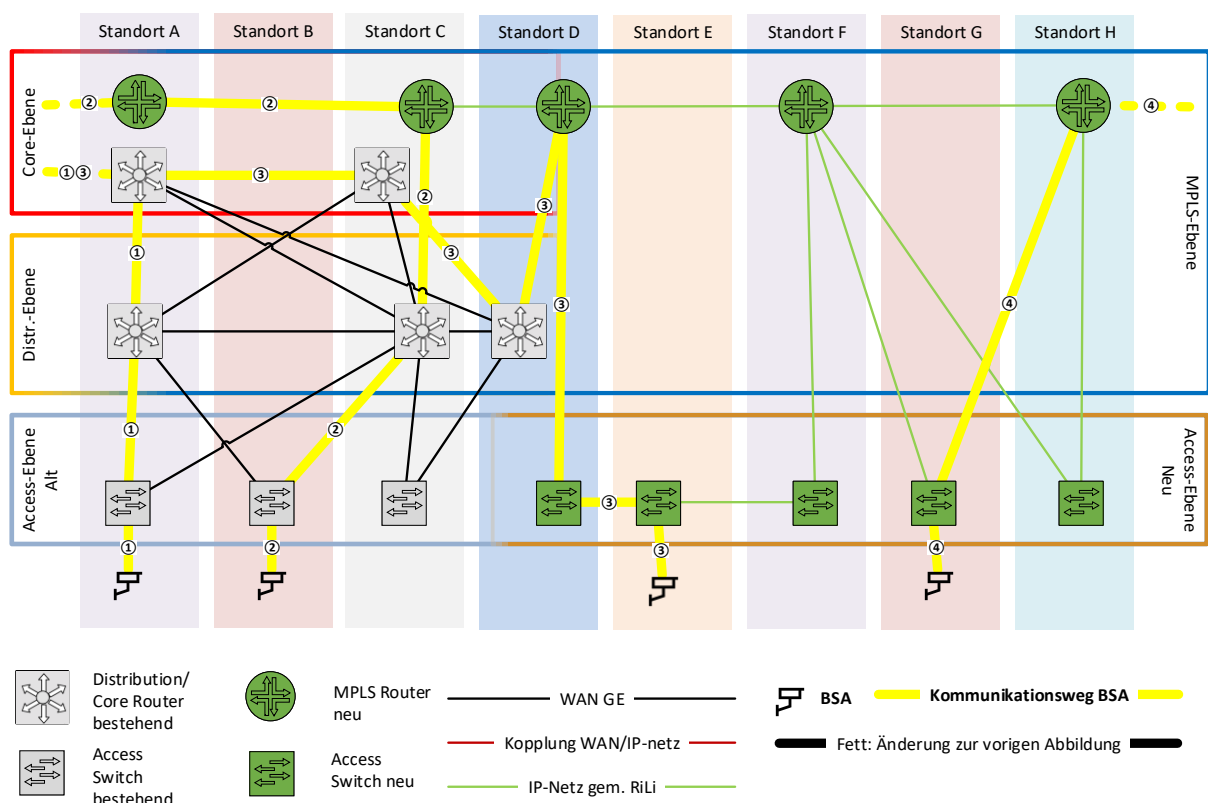 Standort A
Standort B
Standort C
Standort D
Standort E
Standort F
Standort G
Standort H
Core-Ebene
②
②
④
①③
③
②
③
MPLS-Ebene
①
③
③
④
Distr.-Ebene
①
②
Access-Ebene
Alt
Access-Ebene
Neu
③
①
②
③
④
Distribution/
Core Router
bestehend
MPLS Router
neu
WAN GE
BSA
Kommunikationsweg BSA
Kopplung WAN/IP-netz
Fett: Änderung zur vorigen Abbildung
Access
Switch
bestehend
Access
Switch neu
IP-Netz gem. RiLi